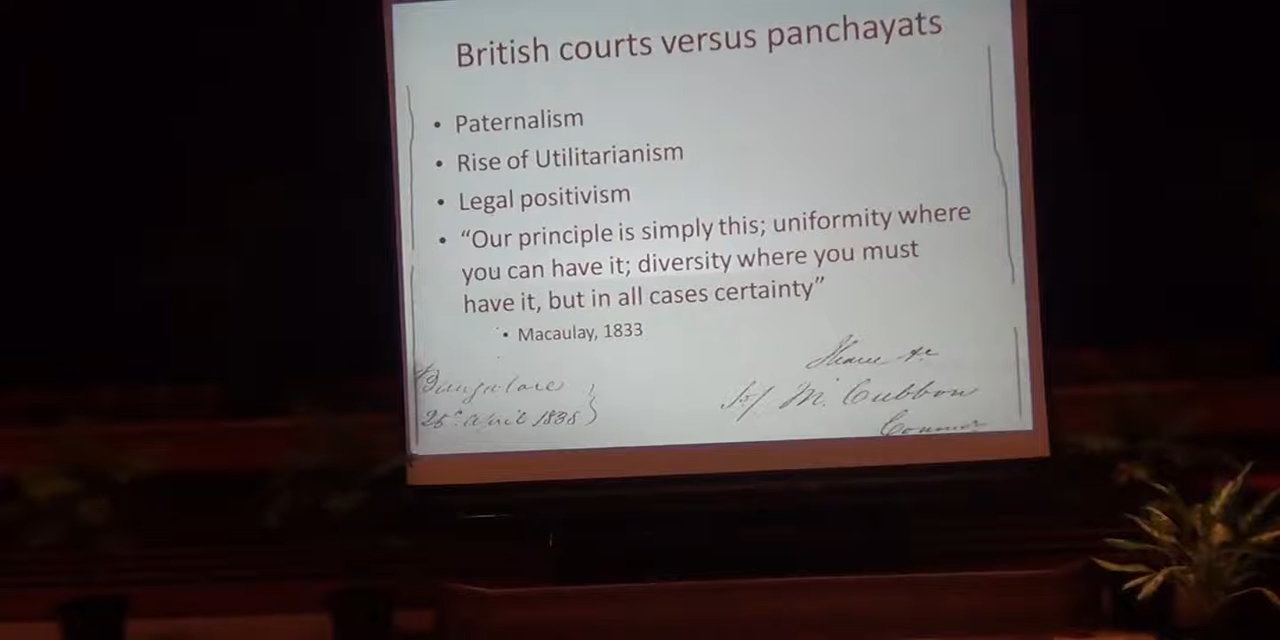 British courts versus panchayats
• Paternalism
• Rise of Utilitarianism
• Legal positivism
• “Our principle is simply this; uniformity where
you can have it; diversity where you must
have it, but in all cases certainty”
• Macaulay, 1833
Bangalore
25th April 1838
M. Cubbon